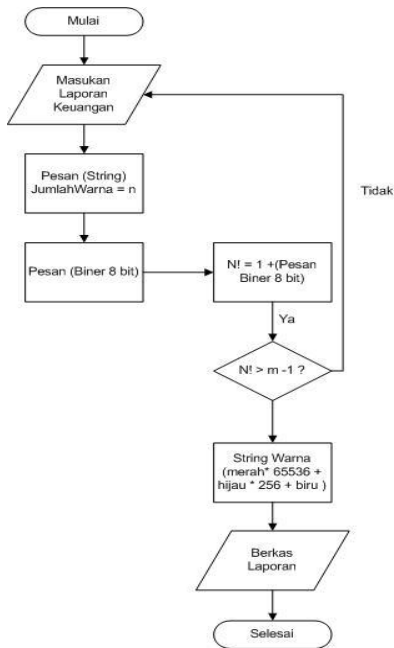 Mulai
Masukan
Laporan
Keuangan
Tidak
Pesan (String)
JumlahWarna = n
Pesan (Biner 8 bit)
N! = 1 +(Pesan
Biner 8 bit)
Ya
N! > m -1 ?
String Warna
(merah* 65536 +
hijau * 256 + biru )
Berkas
Laporan
Selesai